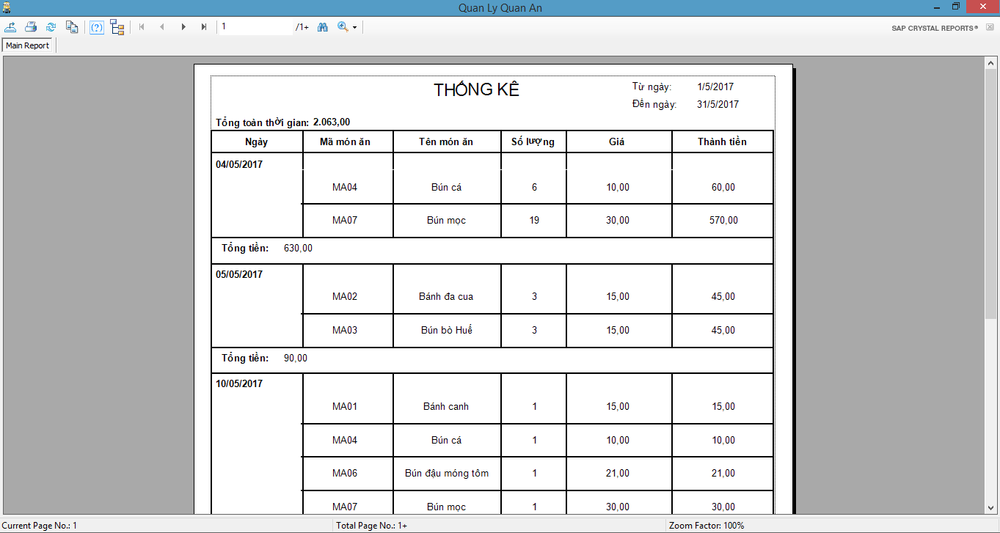 Quan Ly Quan An
1 /1+ SAP CRYSTAL REPORTS®
Main Report
THỐNG KÊ
Từ ngày: 1/5/2017
Đến ngày: 31/5/2017
Tổng toàn thời gian: 2.063,00
Ngày Mã món ăn Tên món ăn Số lượng Giá Thành tiền
04/05/2017
MA04 Bún cá 6 10,00 60,00
MA07 Bún mọc 19 30,00 570,00
Tổng tiền: 630,00
05/05/2017
MA02 Bánh đa cua 3 15,00 45,00
MA03 Bún bò Huế 3 15,00 45,00
Tổng tiền: 90,00
10/05/2017
MA01 Bánh canh 1 15,00 15,00
MA04 Bún cá 1 10,00 10,00
MA06 Bún đậu móng tôm 1 21,00 21,00
MA07 Bún mọc 1 30,00 30,00
Current Page No.: 1 Total Page No.: 1+ Zoom Factor: 100%